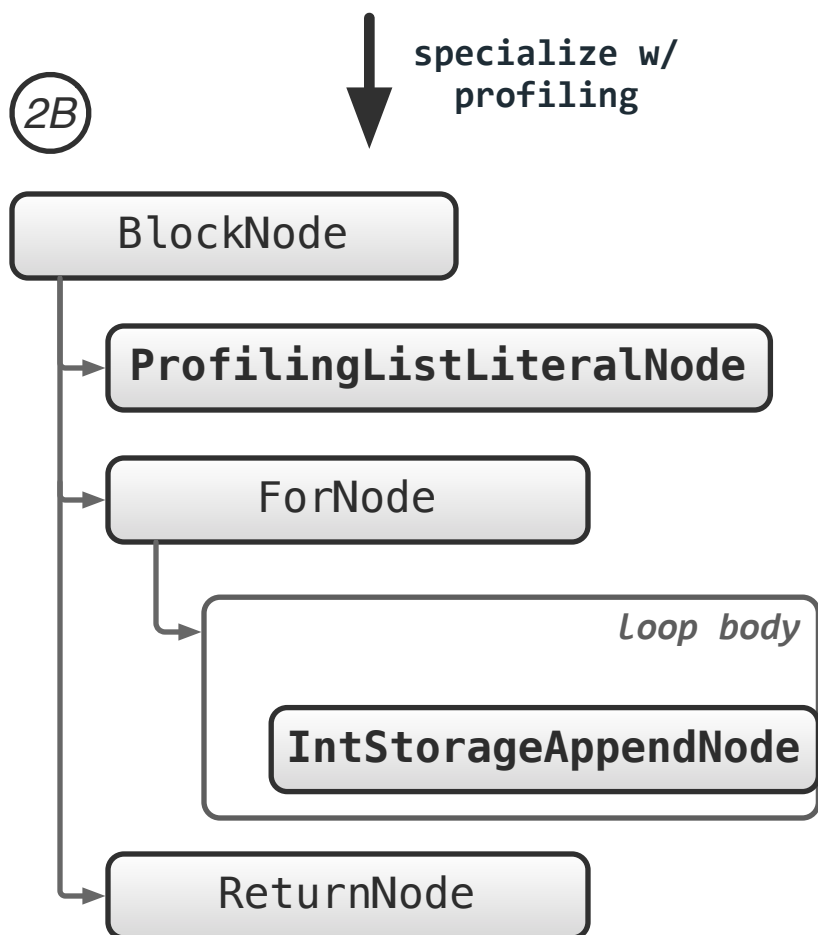 specialize w/
profiling
2B
BlockNode
ProfilingListLiteralNode
ForNode
loop body
IntStorageAppendNode
ReturnNode